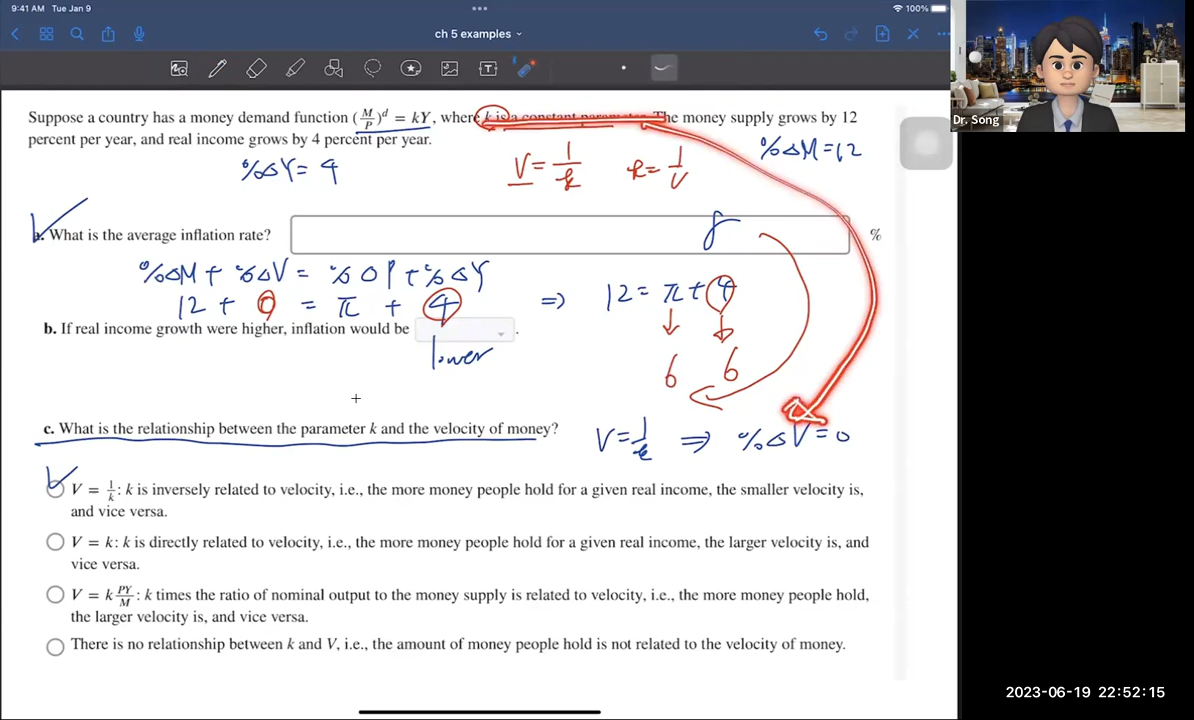 9:41 AM Tue Jan 9
100%
ch 5 examples
Dr. Song
Suppose a country has a money demand function (M/P)^d = kY, where k is a constant parameter. The money supply grows by 12
percent per year, and real income grows by 4 percent per year.
%ΔM=12
%ΔY= 4
V = 1/k
k= 1/V
a. What is the average inflation rate?
8
%
%ΔM + %ΔV = %ΔP + %ΔY
12 + 0 = π + 4
⇒ 12 = π + 4
b. If real income growth were higher, inflation would be
.
lower
6
6
c. What is the relationship between the parameter k and the velocity of money?
V = 1/k ⇒ %ΔV = 0
V = 1/k : k is inversely related to velocity, i.e., the more money people hold for a given real income, the smaller velocity is,
and vice versa.
V = k: k is directly related to velocity, i.e., the more money people hold for a given real income, the larger velocity is, and
vice versa.
V = k PY/M : k times the ratio of nominal output to the money supply is related to velocity, i.e., the more money people hold,
the larger velocity is, and vice versa.
There is no relationship between k and V, i.e., the amount of money people hold is not related to the velocity of money.
2023-06-19 22:52:15